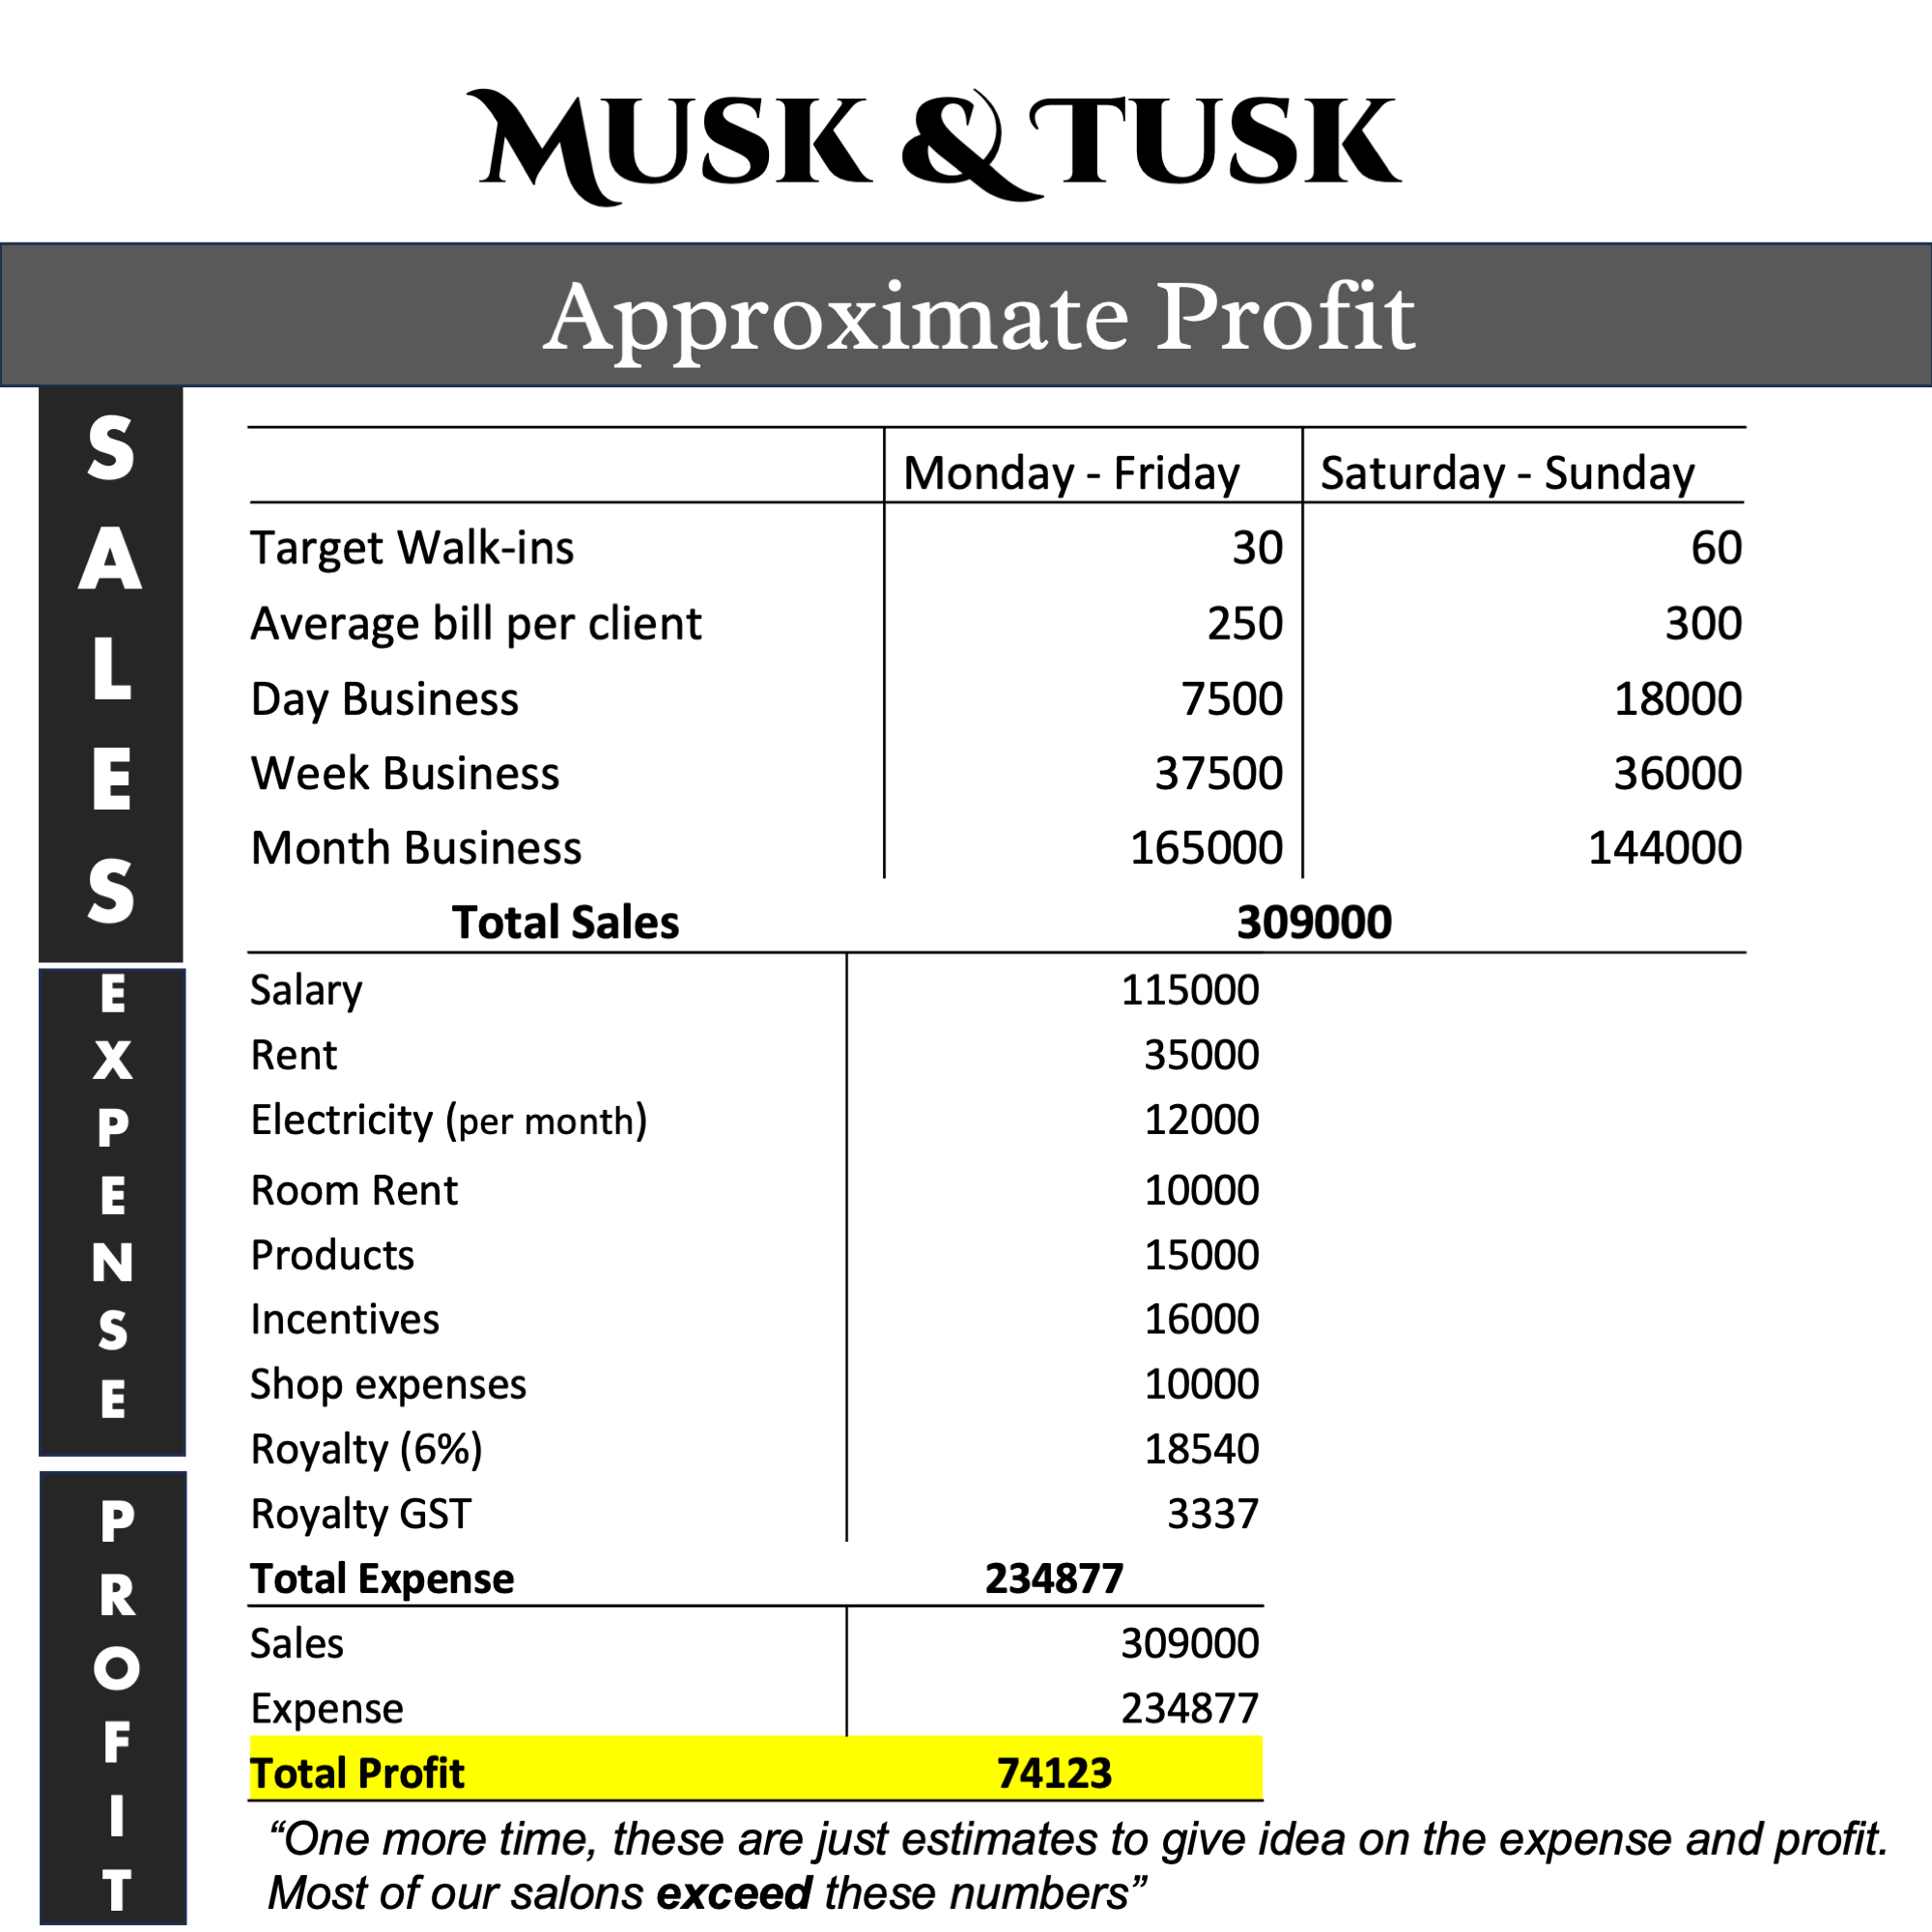 MUSK & TUSK
Approximate Profit
SALES
Monday - Friday Saturday - Sunday
Target Walk-ins 30 60
Average bill per client 250 300
Day Business 7500 18000
Week Business 37500 36000
Month Business 165000 144000
Total Sales 309000
EXPENSE
Salary 115000
Rent 35000
Electricity (per month) 12000
Room Rent 10000
Products 15000
Incentives 16000
Shop expenses 10000
Royalty (6%) 18540
Royalty GST 3337
Total Expense 234877
PROFIT
Sales 309000
Expense 234877
Total Profit 74123
“One more time, these are just estimates to give idea on the expense and profit.
Most of our salons exceed these numbers”